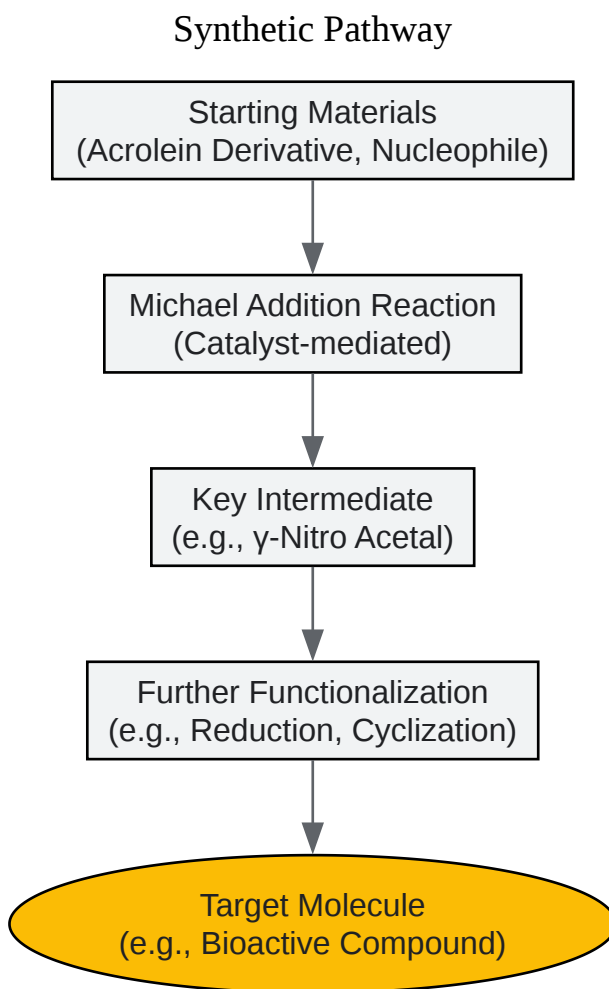 Synthetic Pathway
Starting Materials
(Acrolein Derivative, Nucleophile)
Michael Addition Reaction
(Catalyst-mediated)
Key Intermediate
(e.g., γ-Nitro Acetal)
Further Functionalization
(e.g., Reduction, Cyclization)
Target Molecule
(e.g., Bioactive Compound)